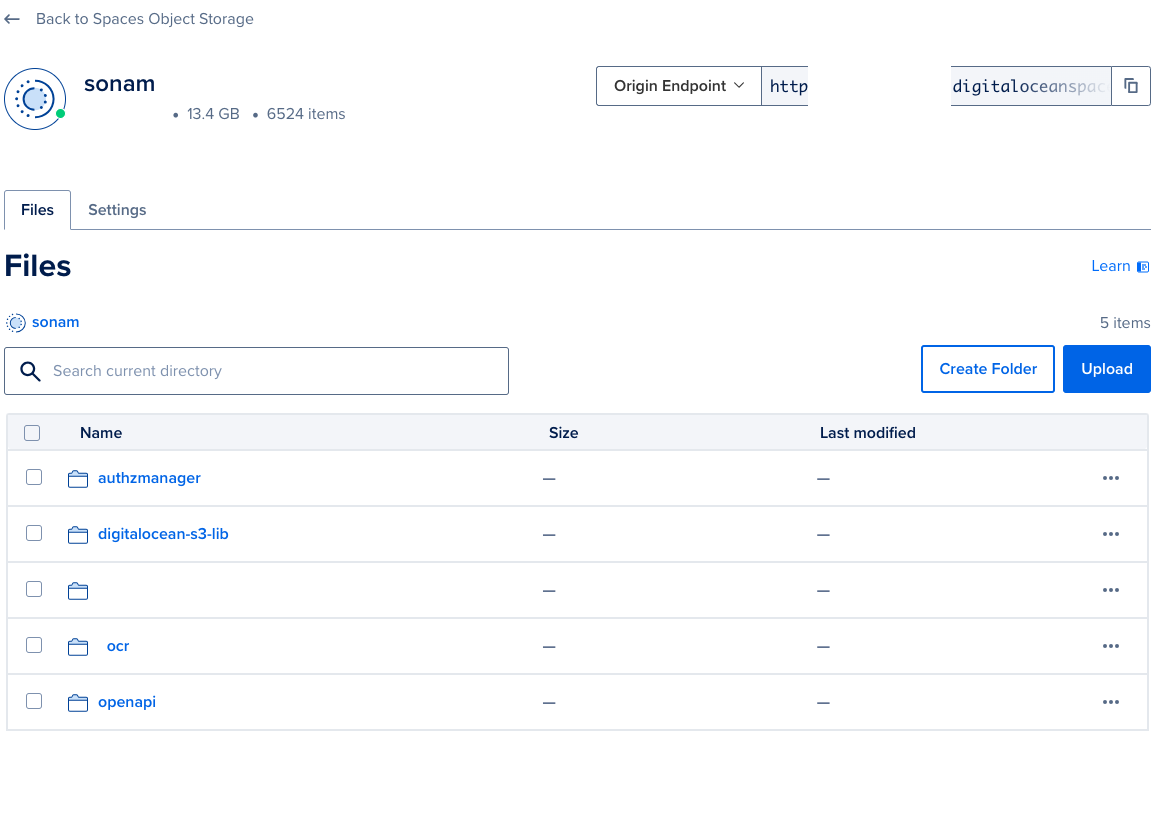 ← Back to Spaces Object Storage
sonam
• 13.4 GB • 6524 items
Origin Endpoint
http
digitaloceanspac
Files
Settings
Files
Learn
sonam
5 items
Search current directory
Create Folder
Upload
Name Size Last modified
authzmanager — —
digitalocean-s3-lib — —
— —
ocr — —
openapi — —